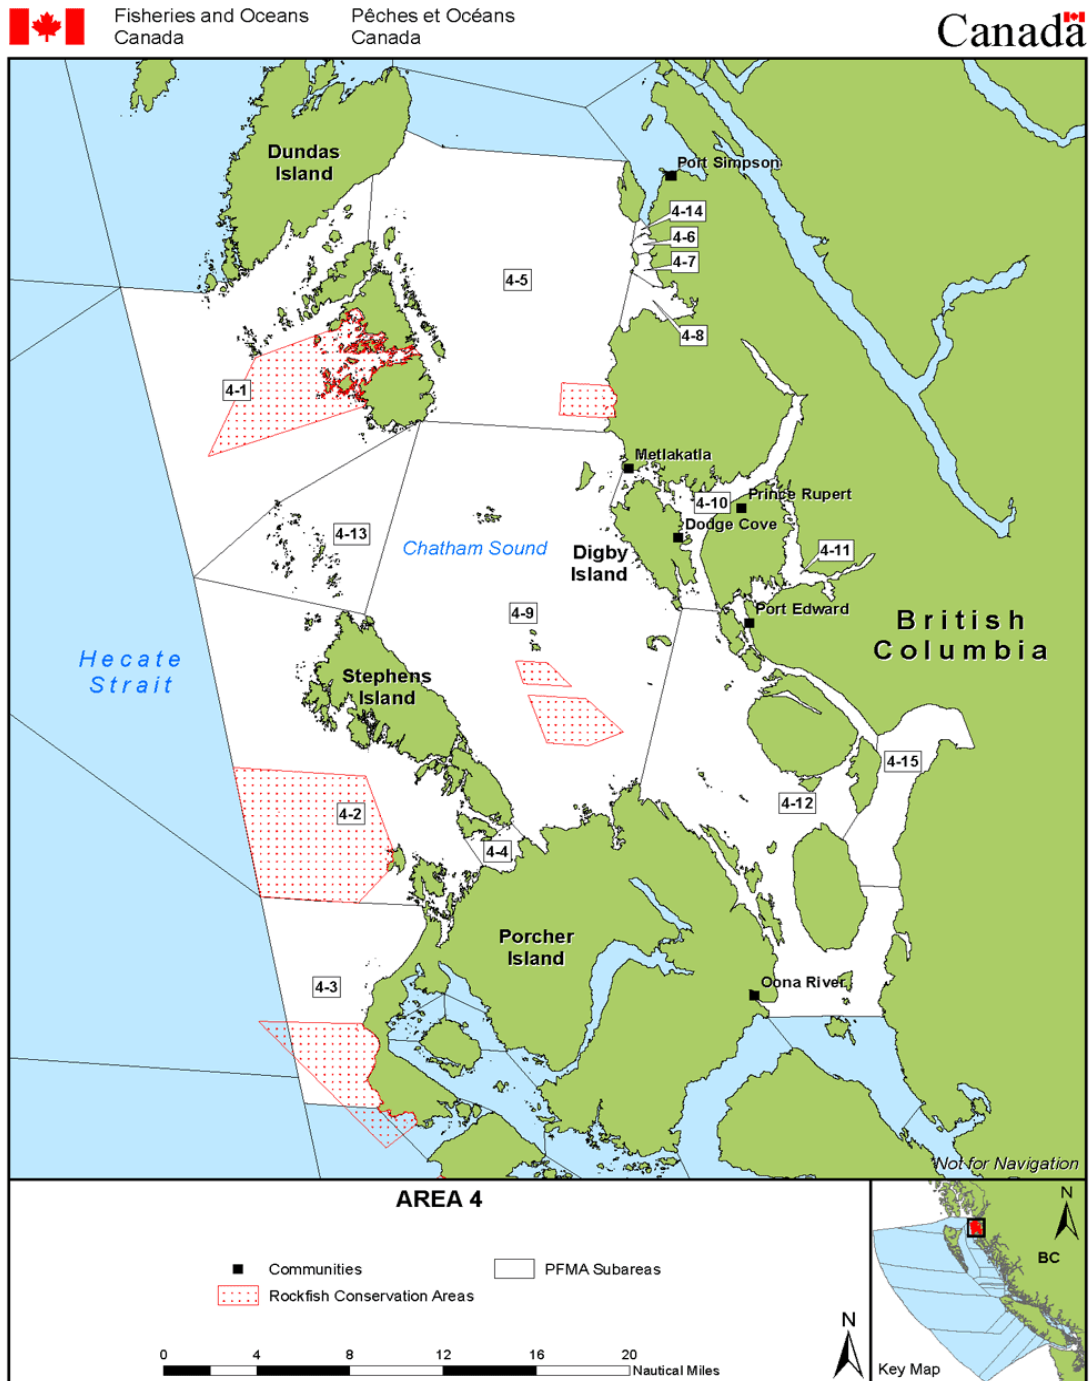 Fisheries and Oceans
Canada
Pêches et Océans
Canada
Canada
Dundas
Island
Port Simpson
4-14
4-6
4-7
4-5
4-8
4-1
Metlakatla
4-10
Prince Rupert
4-13
Dodge Cove
Chatham Sound
Digby
Island
4-11
4-9
Port Edward
British
Columbia
Hecate
Strait
Stephens
Island
4-15
4-2
4-12
4-4
Porcher
Island
4-3
Oona River
Not for Navigation
AREA 4
Communities
PFMA Subareas
Rockfish Conservation Areas
0 4 8 12 16 20
Nautical Miles
N
N
BC
Key Map